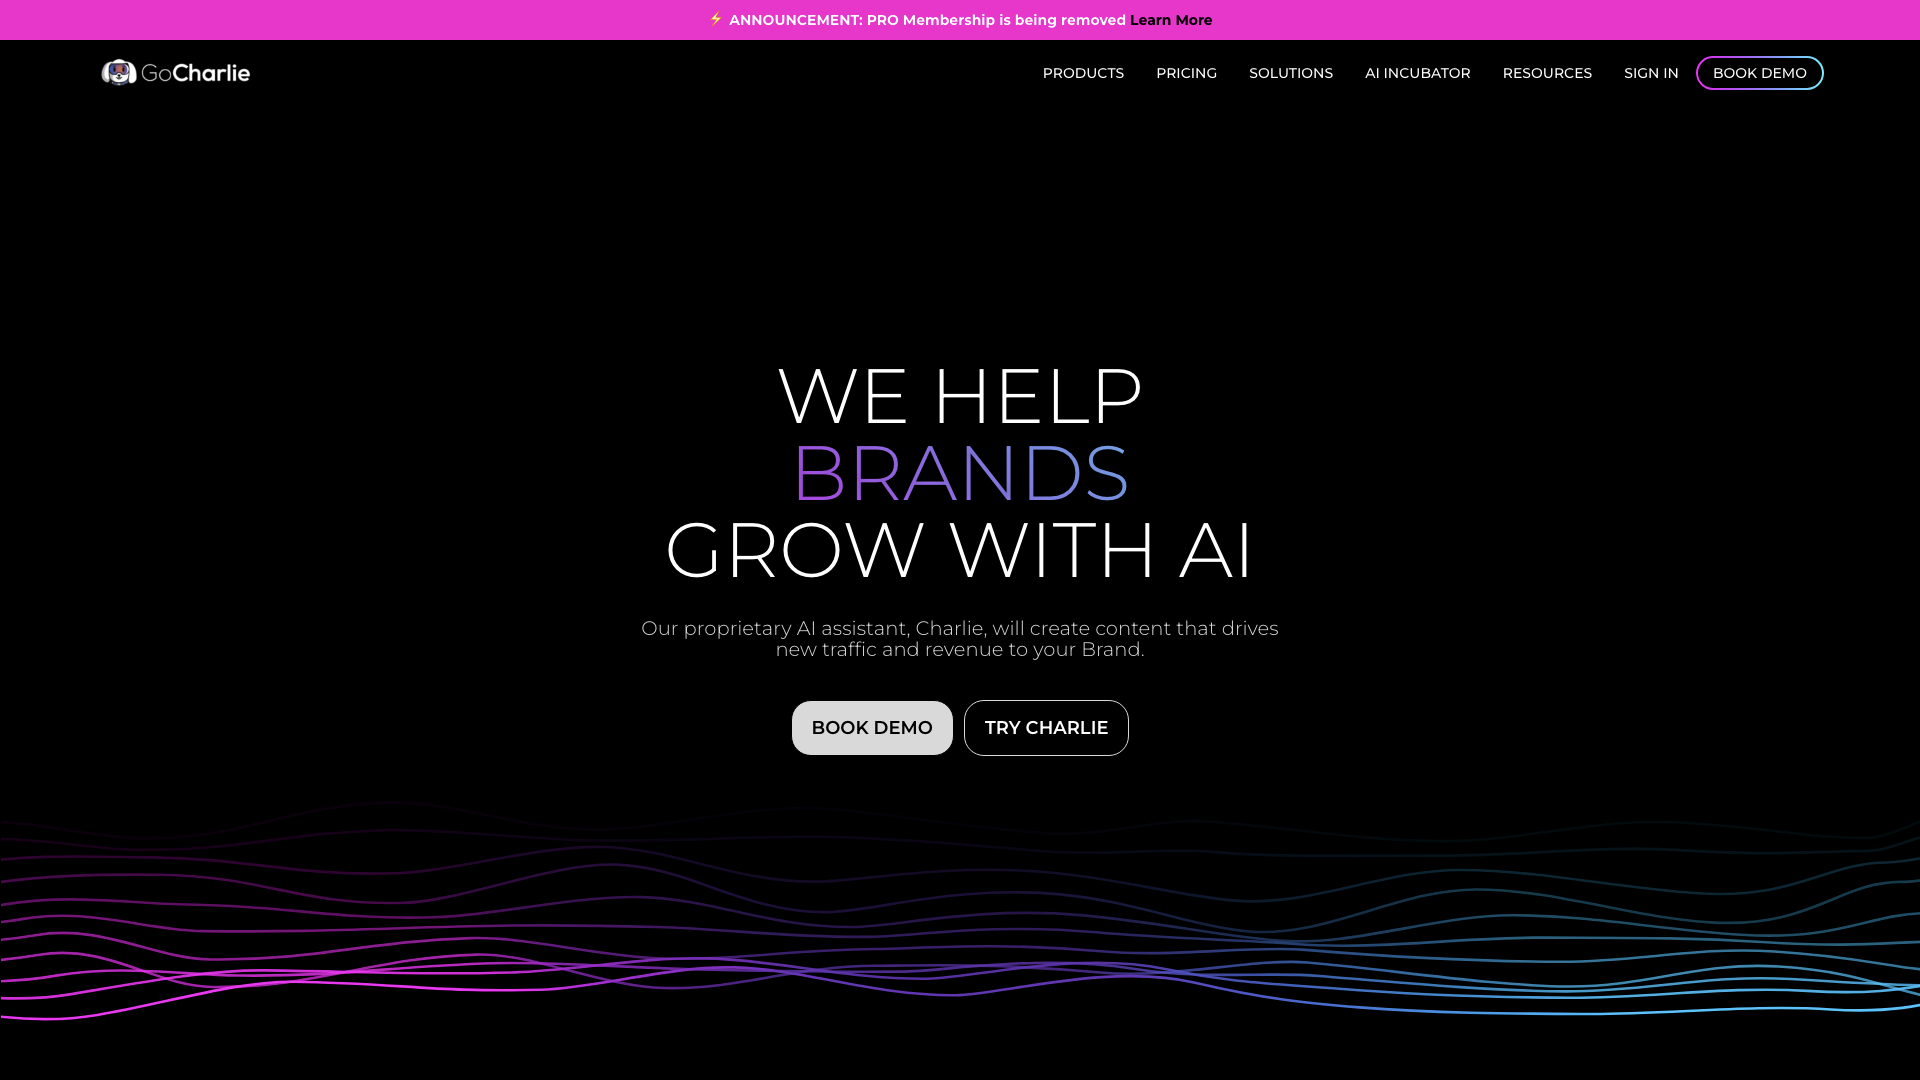 ⚡ ANNOUNCEMENT: PRO Membership is being removed Learn More
GoCharlie
PRODUCTS
PRICING
SOLUTIONS
AI INCUBATOR
RESOURCES
SIGN IN
BOOK DEMO
WE HELP
BRANDS
GROW WITH AI
Our proprietary AI assistant, Charlie, will create content that drives
new traffic and revenue to your Brand.
BOOK DEMO
TRY CHARLIE